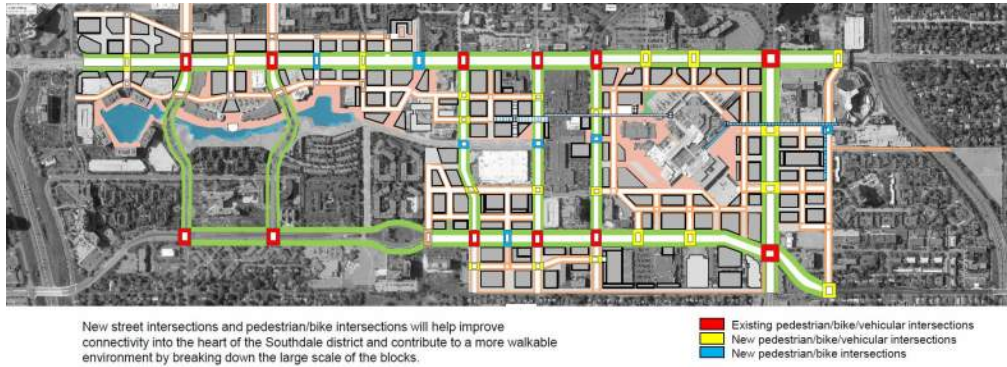 New street intersections and pedestrian/bike intersections will help improve
connectivity into the heart of the Southdale district and contribute to a more walkable
environment by breaking down the large scale of the blocks.
Existing pedestrian/bike/vehicular intersections
New pedestrian/bike/vehicular intersections
New pedestrian/bike intersections